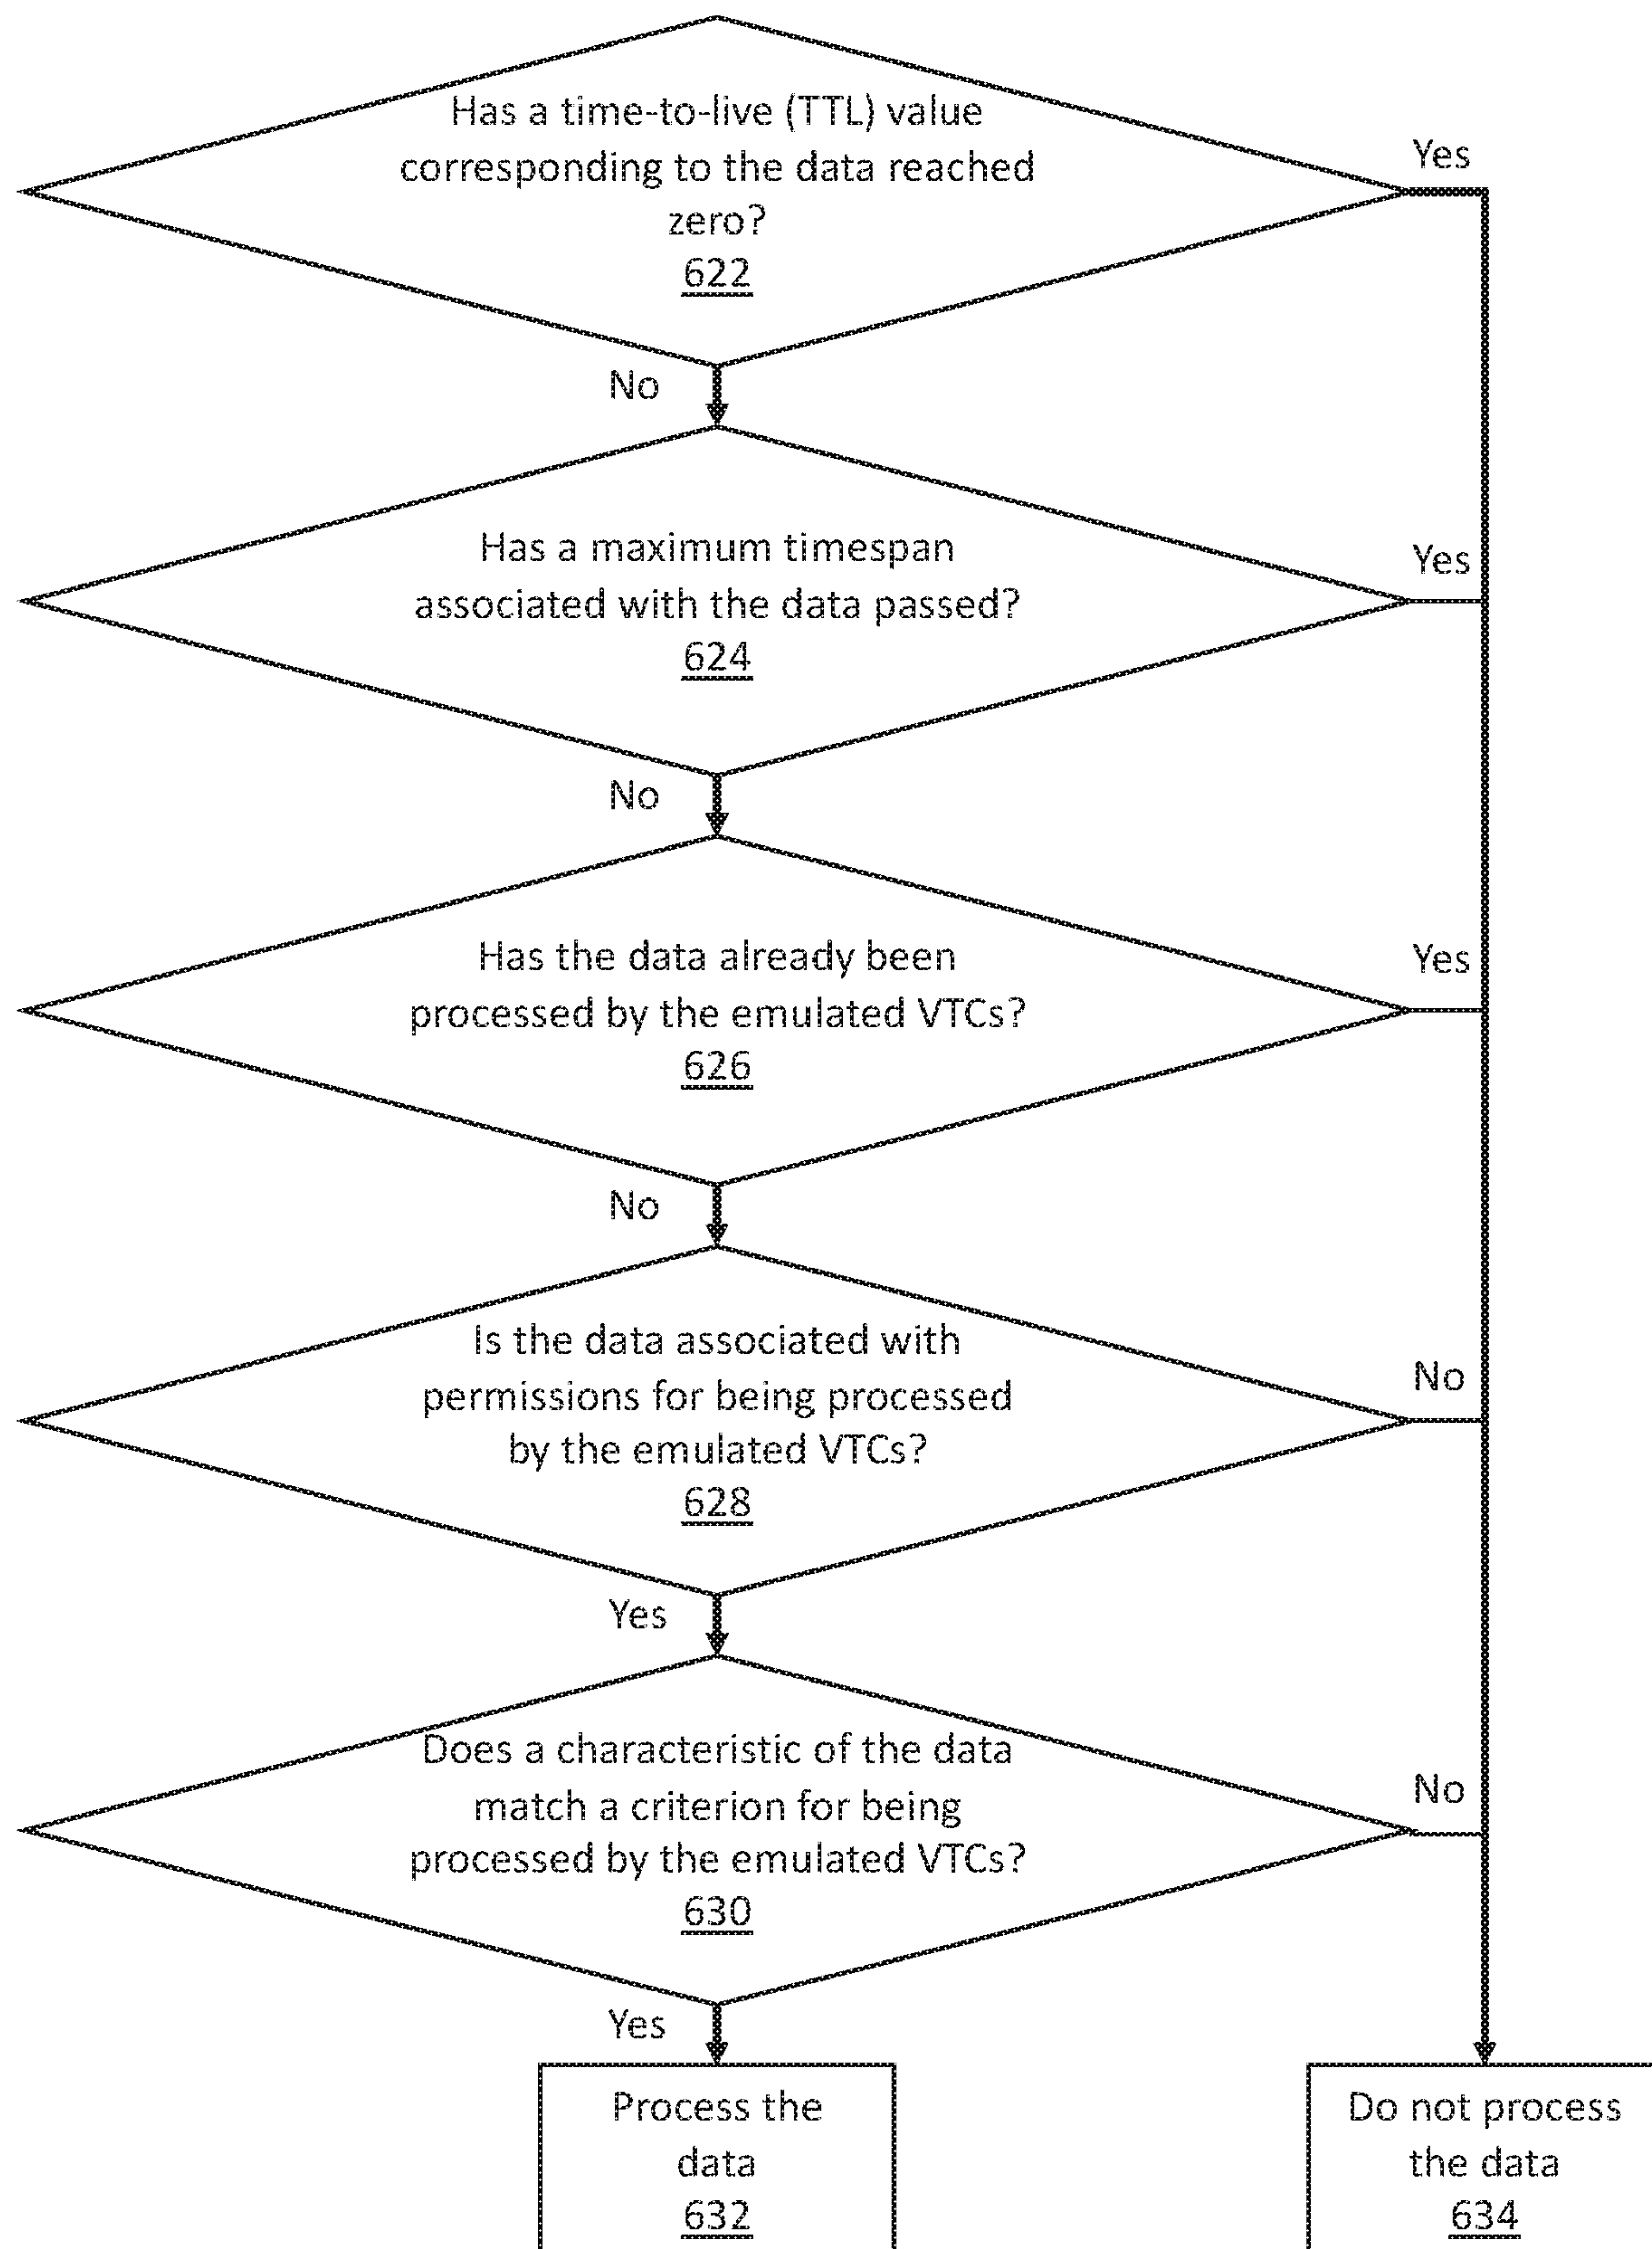 Has a time-to-live (TTL) value
corresponding to the data reached
zero?
622
Yes
No
Has a maximum timespan
associated with the data passed?
624
Yes
No
Has the data already been
processed by the emulated VTCs?
626
Yes
No
Is the data associated with
permissions for being processed
by the emulated VTCs?
628
No
Yes
Does a characteristic of the data
match a criterion for being
processed by the emulated VTCs?
630
No
Yes
Process the
data
632
Do not process
the data
634